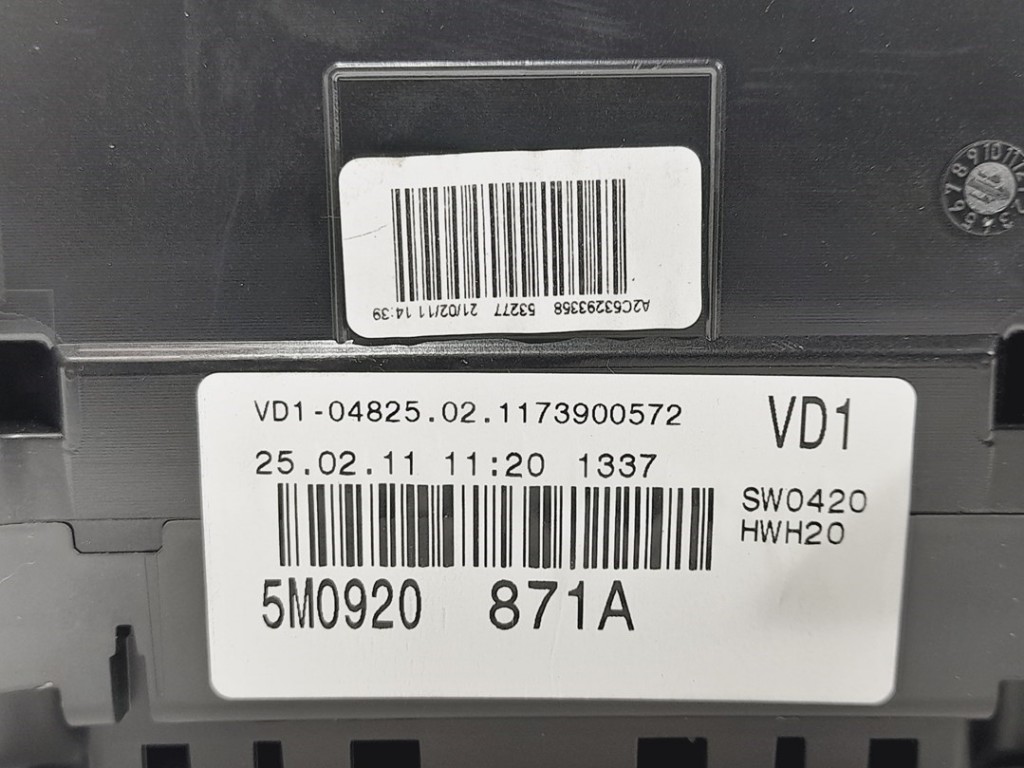 A2C53293358 53277 21/02/11 14:39
VD1-04825.02.1173900572
VD1
25.02.11 11:20 1337
SW0420
HWH20
5M0920 871A